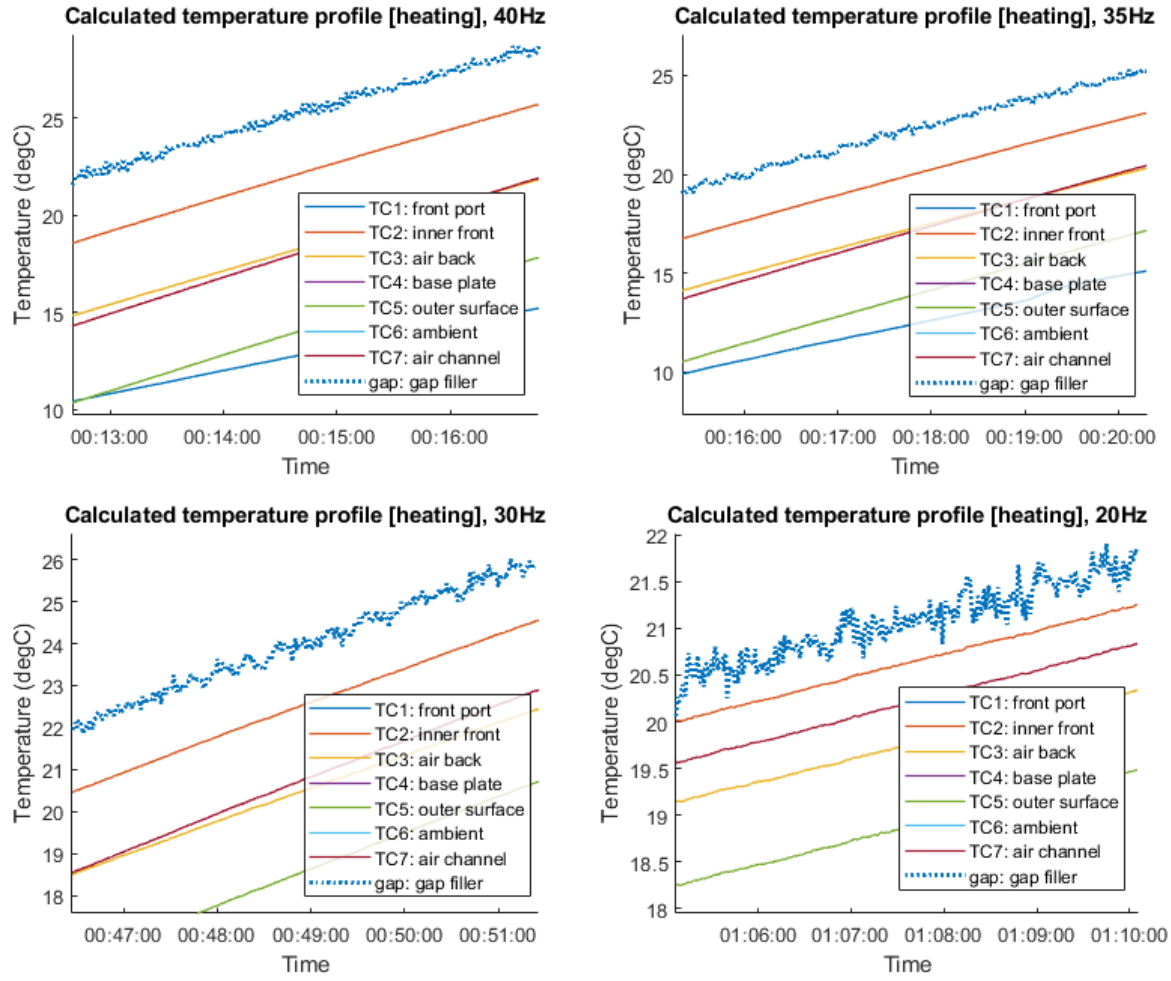 Calculated temperature profile [heating], 40Hz
Temperature (degC)
25
20
15
10
TC1: front port
TC2: inner front
TC3: air back
TC4: base plate
TC5: outer surface
TC6: ambient
TC7: air channel
gap: gap filler
00:13:00 00:14:00 00:15:00 00:16:00
Time
Calculated temperature profile [heating], 35Hz
Temperature (degC)
25
20
15
10
TC1: front port
TC2: inner front
TC3: air back
TC4: base plate
TC5: outer surface
TC6: ambient
TC7: air channel
gap: gap filler
00:16:00 00:17:00 00:18:00 00:19:00 00:20:00
Time
Calculated temperature profile [heating], 30Hz
Temperature (degC)
26
25
24
23
22
21
20
19
18
TC1: front port
TC2: inner front
TC3: air back
TC4: base plate
TC5: outer surface
TC6: ambient
TC7: air channel
gap: gap filler
00:47:00 00:48:00 00:49:00 00:50:00 00:51:00
Time
Calculated temperature profile [heating], 20Hz
Temperature (degC)
22
21.5
21
20.5
20
19.5
19
18.5
18
TC1: front port
TC2: inner front
TC3: air back
TC4: base plate
TC5: outer surface
TC6: ambient
TC7: air channel
gap: gap filler
01:06:00 01:07:00 01:08:00 01:09:00 01:10:00
Time